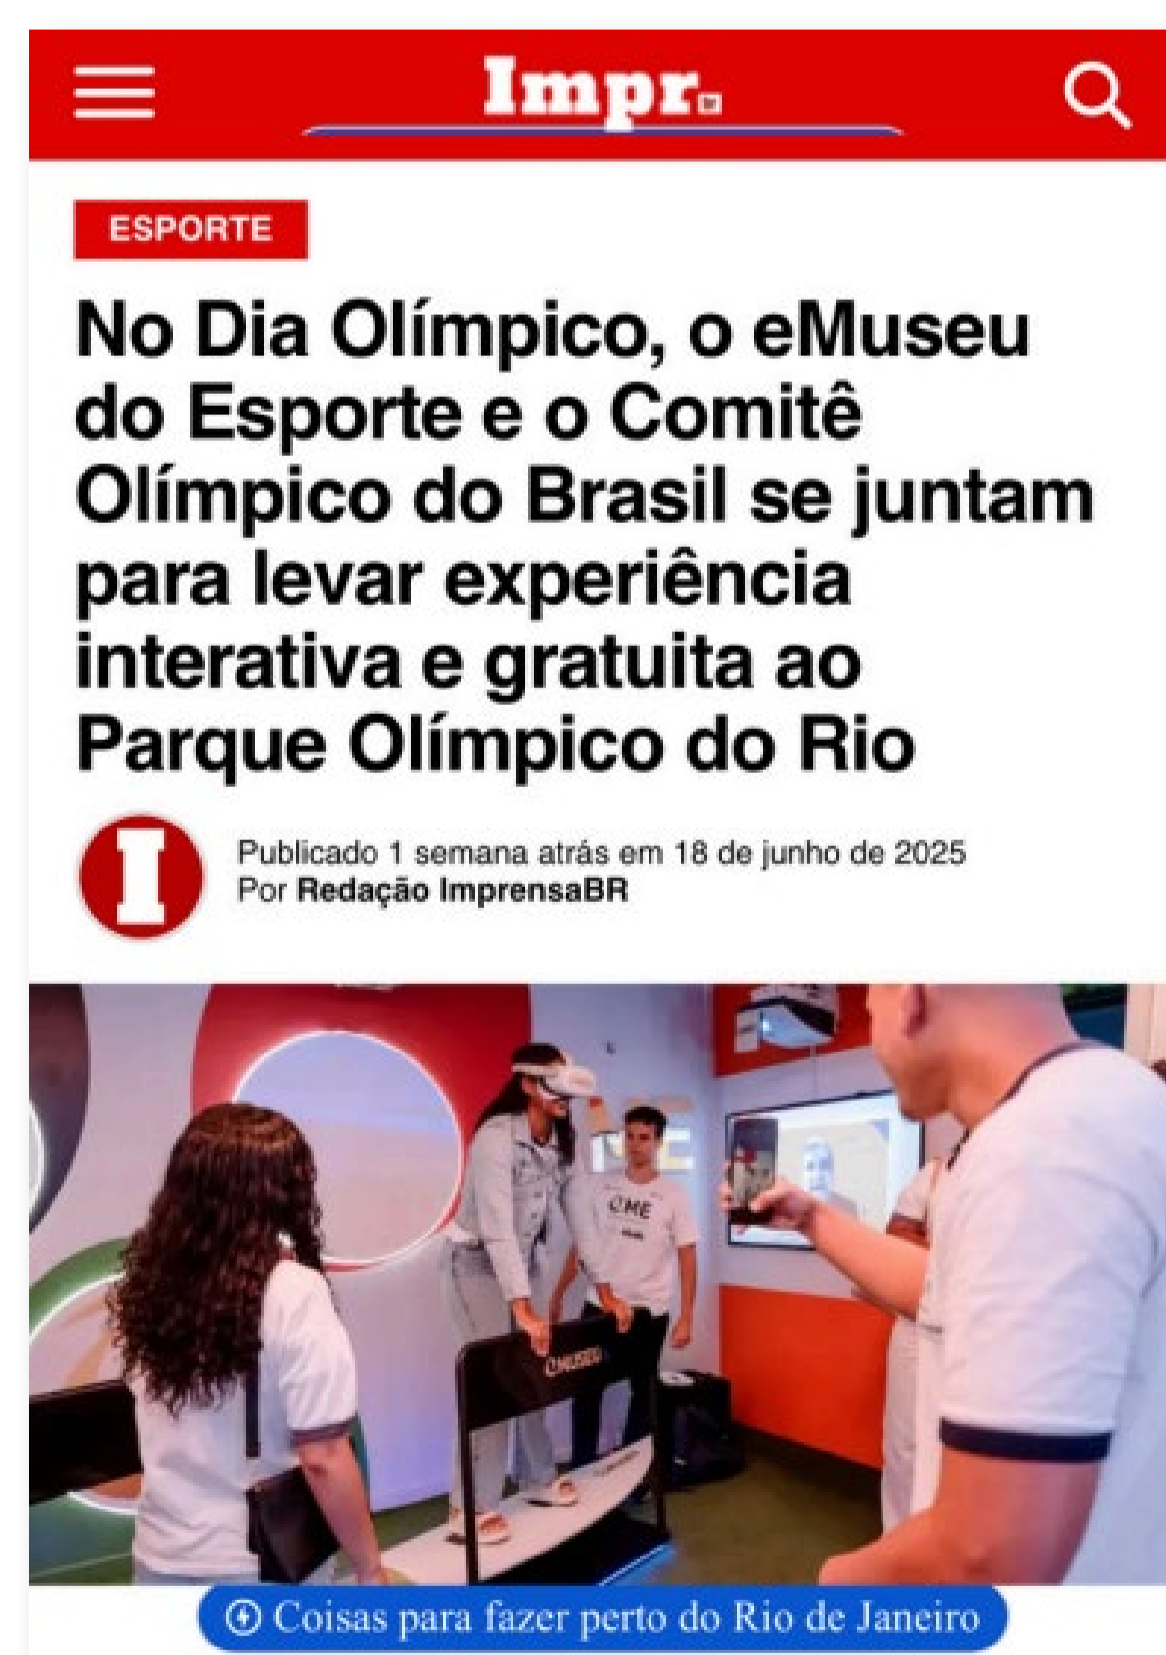 Impr.
ESPORTE
No Dia Olímpico, o eMuseu
do Esporte e o Comitê
Olímpico do Brasil se juntam
para levar experiência
interativa e gratuita ao
Parque Olímpico do Rio
I
Publicado 1 semana atrás em 18 de junho de 2025
Por Redação ImprensaBR
eME
eMUSEU
Coisas para fazer perto do Rio de Janeiro